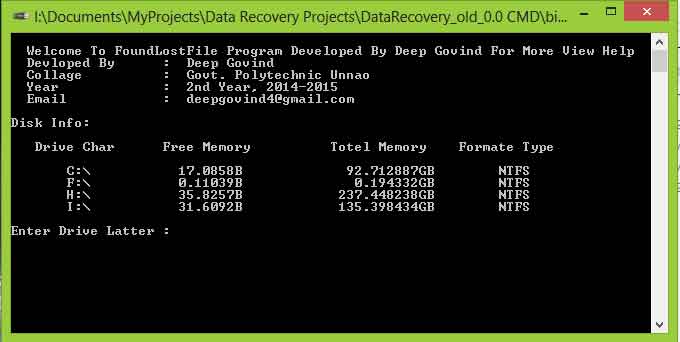 I:\Documents\MyProjects\Data Recovery Projects\DataRecovery_old_0.0 CMD\bi...
Welcome To FoundLostFile Program Developed By Deep Govind For More View Help
Devloped By : Deep Govind
Collage : Govt. Polytechnic Unnao
Year : 2nd Year, 2014-2015
Email : deepgovind4@gmail.com
Disk Info:
Drive Char Free Memory Totel Memory Formate Type
C:\ 17.0858B 92.712887GB NTFS
F:\ 0.11039B 0.194332GB NTFS
H:\ 35.8257B 237.448238GB NTFS
I:\ 31.6092B 135.398434GB NTFS
Enter Drive Latter :